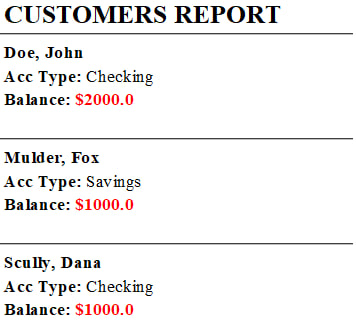 CUSTOMERS REPORT
Doe, John
Acc Type: Checking
Balance: $2000.0
Mulder, Fox
Acc Type: Savings
Balance: $1000.0
Scully, Dana
Acc Type: Checking
Balance: $1000.0